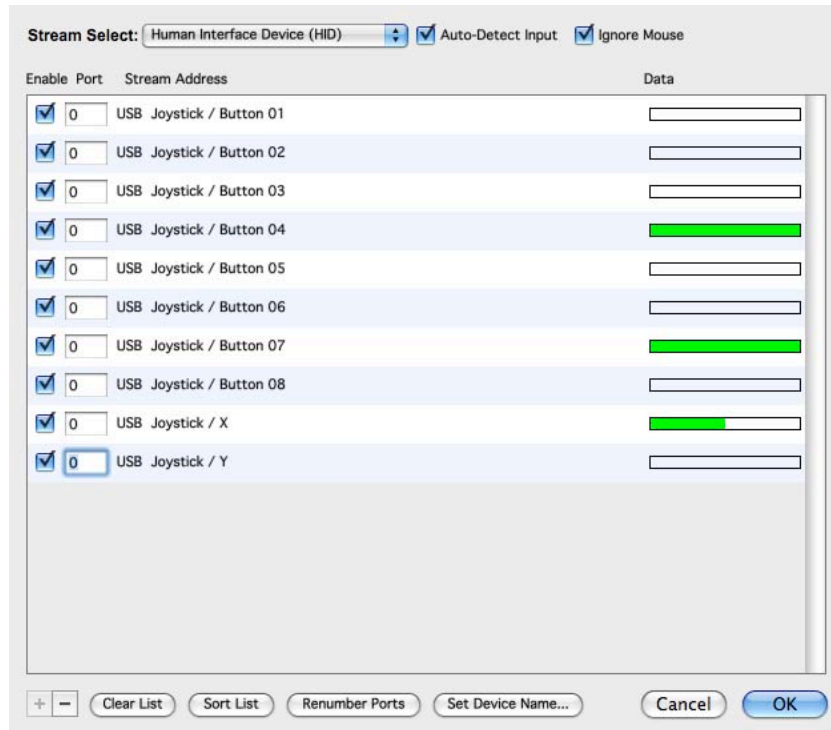 Stream Select: Human Interface Device (HID) Auto-Detect Input Ignore Mouse
Enable Port Stream Address Data
0 USB Joystick / Button 01
0 USB Joystick / Button 02
0 USB Joystick / Button 03
0 USB Joystick / Button 04
0 USB Joystick / Button 05
0 USB Joystick / Button 06
0 USB Joystick / Button 07
0 USB Joystick / Button 08
0 USB Joystick / X
0 USB Joystick / Y
+ − Clear List Sort List Renumber Ports Set Device Name... Cancel OK